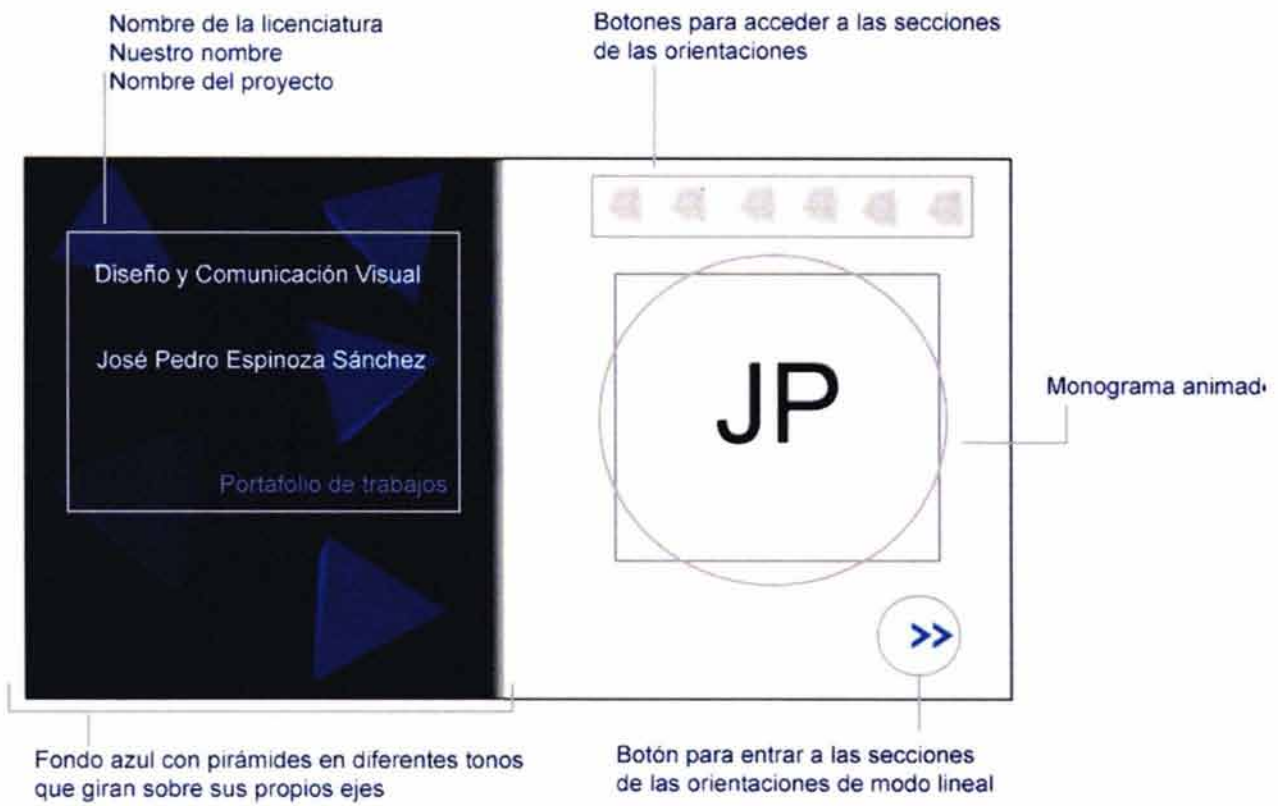 Nombre de la licenciatura
Nuestro nombre
Nombre del proyecto
Botones para acceder a las secciones
de las orientaciones
Diseño y Comunicación Visual
José Pedro Espinoza Sánchez
Portafolio de trabajos
JP
Monograma animad
>>
Fondo azul con pirámides en diferentes tonos
que giran sobre sus propios ejes
Botón para entrar a las secciones
de las orientaciones de modo lineal